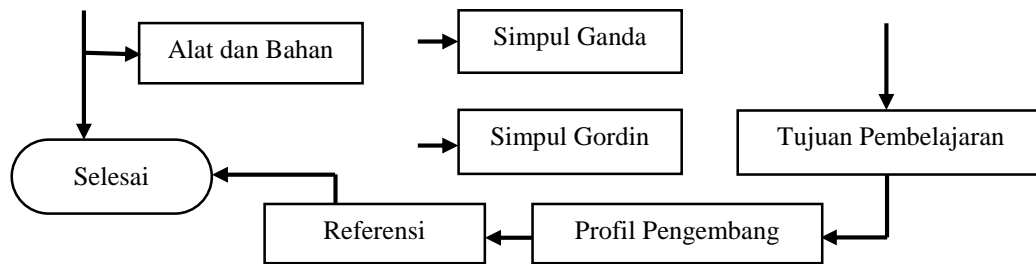 Alat dan Bahan
Simpul Ganda
Simpul Gordin
Tujuan Pembelajaran
Selesai
Referensi
Profil Pengembang